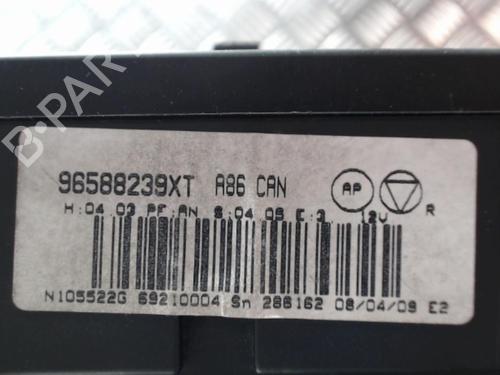 B-PARTS
96588239XT A86 CAN AP
H:04.03 PF:AN S:04.05 E:3 12V R
N105522G 69210004 Sn 286162 08/04/09 E2